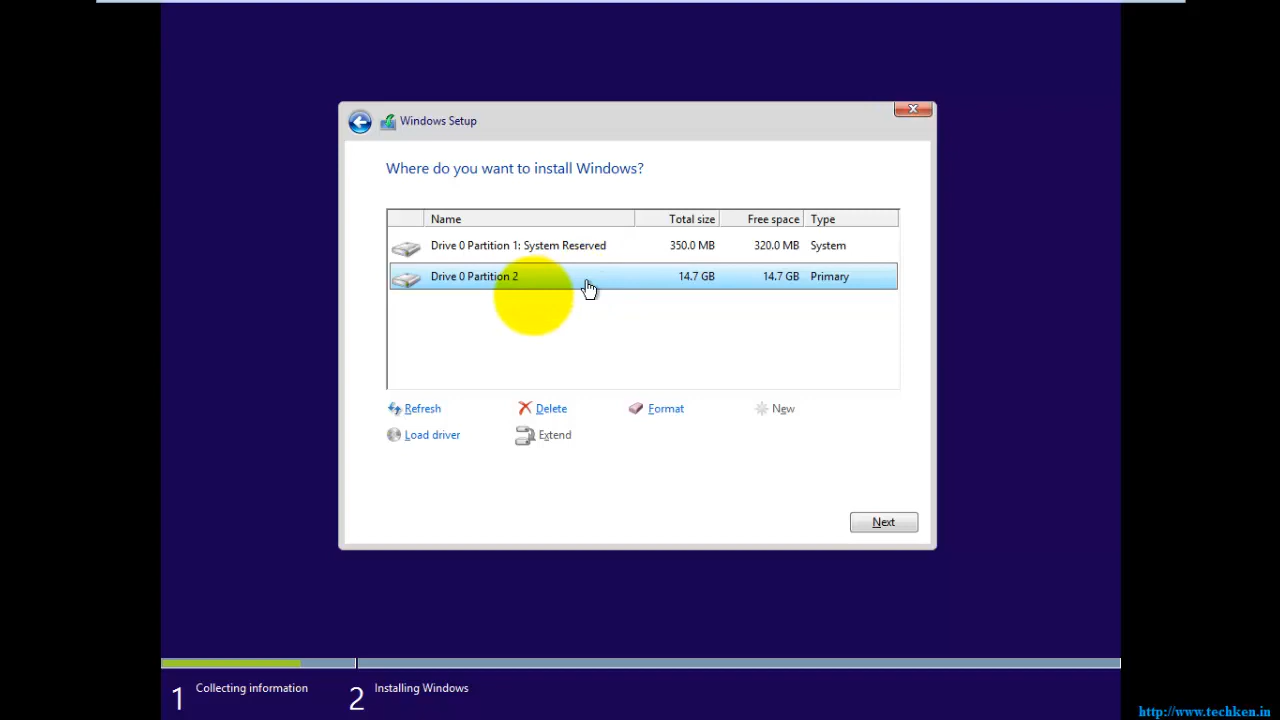 Windows Setup
Where do you want to install Windows?
Name Total size Free space Type
Drive 0 Partition 1: System Reserved 350.0 MB 320.0 MB System
Drive 0 Partition 2 14.7 GB 14.7 GB Primary
Refresh Delete Format New
Load driver Extend
Next
1 Collecting information 2 Installing Windows
http://www.techken.in